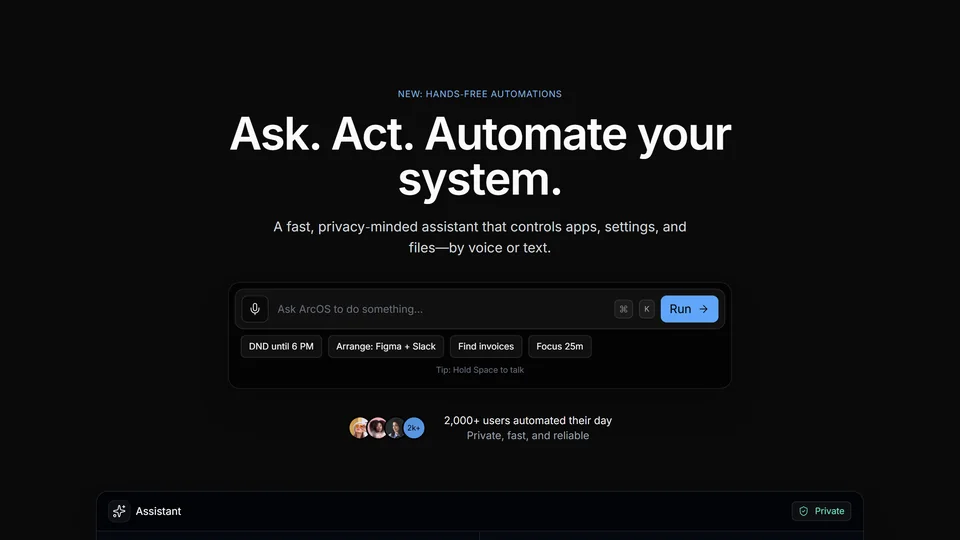 NEW: HANDS-FREE AUTOMATIONS
Ask. Act. Automate your
system.
A fast, privacy-minded assistant that controls apps, settings, and
files—by voice or text.
Ask ArcOS to do something... ⌘ K Run →
DND until 6 PM Arrange: Figma + Slack Find invoices Focus 25m
Tip: Hold Space to talk
2k+ 2,000+ users automated their day
Private, fast, and reliable
Assistant Private